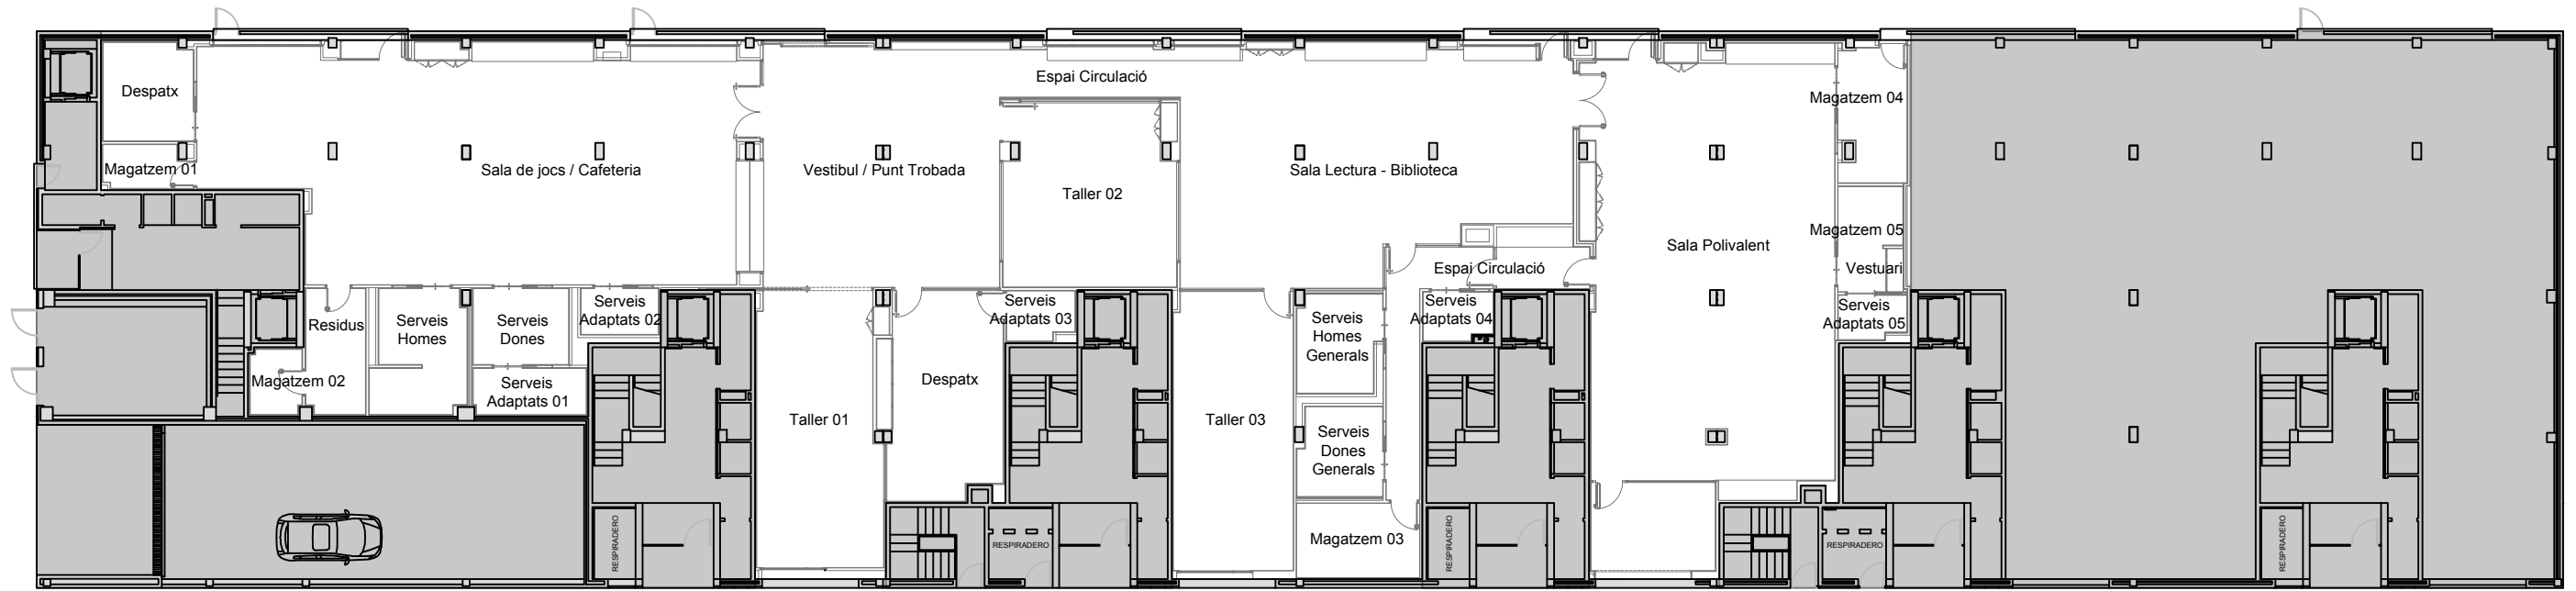 Espai Circulació
Despatx
Magatzem 04
Magatzem 01
Sala de jocs / Cafeteria
Vestibul / Punt Trobada
Sala Lectura - Biblioteca
Taller 02
Magatzem 05
Sala Polivalent
Espai Circulació
Vestuari
Residus
Serveis
Homes
Serveis
Dones
Serveis
Adaptats 02
Serveis
Adaptats 03
Serveis
Homes
Generals
Serveis
Adaptats 04
Serveis
Adaptats 05
Magatzem 02
Serveis
Adaptats 01
Despatx
Taller 01
Taller 03
Serveis
Dones
Generals
Magatzem 03
RESPIRADERO
RESPIRADERO
RESPIRADERO
RESPIRADERO
RESPIRADERO
RESPIRADERO